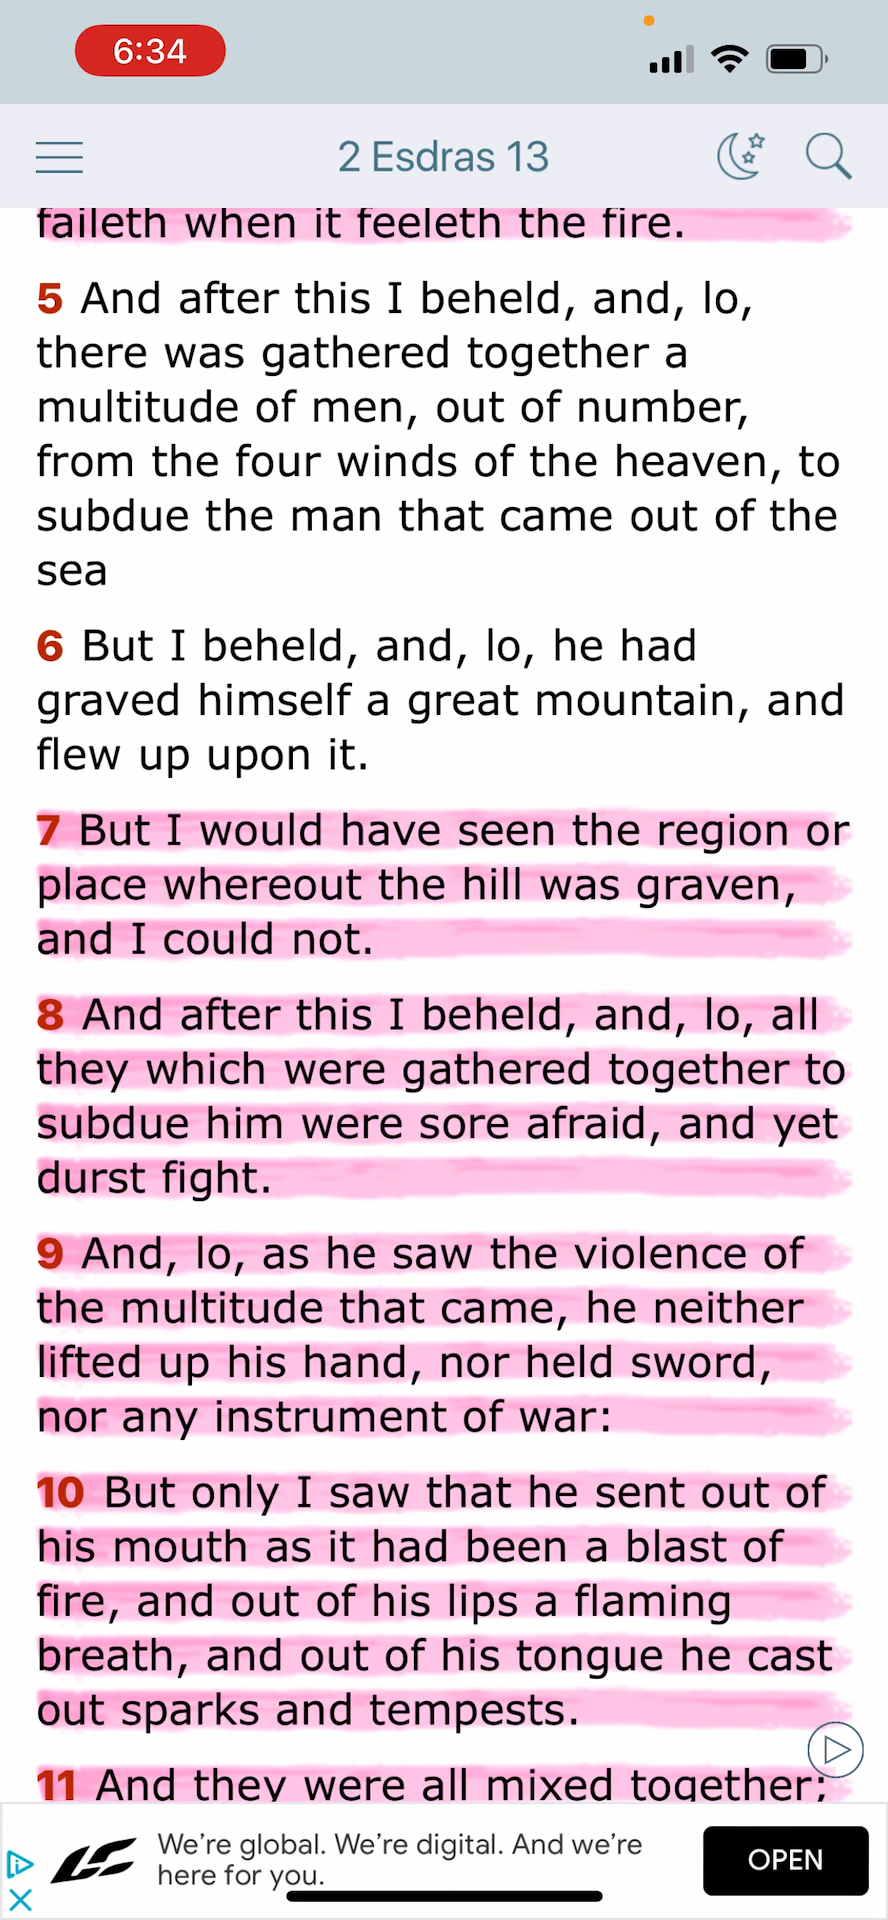 6:34
2 Esdras 13
faileth when it feeleth the fire.
5 And after this I beheld, and, lo,
there was gathered together a
multitude of men, out of number,
from the four winds of the heaven, to
subdue the man that came out of the
sea
6 But I beheld, and, lo, he had
graved himself a great mountain, and
flew up upon it.
7 But I would have seen the region or
place whereout the hill was graven,
and I could not.
8 And after this I beheld, and, lo, all
they which were gathered together to
subdue him were sore afraid, and yet
durst fight.
9 And, lo, as he saw the violence of
the multitude that came, he neither
lifted up his hand, nor held sword,
nor any instrument of war:
10 But only I saw that he sent out of
his mouth as it had been a blast of
fire, and out of his lips a flaming
breath, and out of his tongue he cast
out sparks and tempests.
11 And they were all mixed together;
We’re global. We’re digital. And we’re
here for you.
OPEN